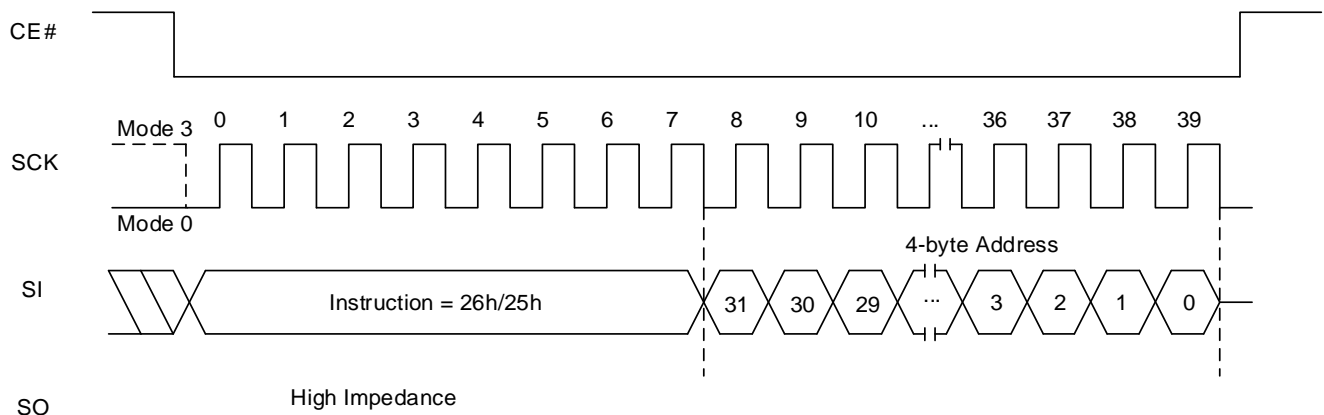 CE#
Mode 3 0 1 2 3 4 5 6 7 8 9 10 ... 36 37 38 39
SCK
Mode 0
4-byte Address
SI Instruction = 26h/25h 31 30 29 ... 3 2 1 0
High Impedance
SO